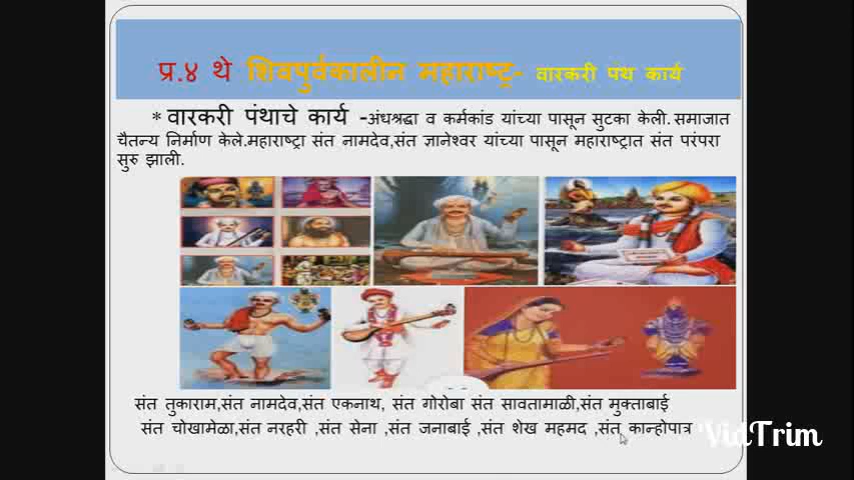 प्र.४ थे शिवपुर्वकालीन महाराष्ट्र- वारकरी पंथ कार्य
* वारकरी पंथाचे कार्य -अंधश्रद्धा व कर्मकांड यांच्या पासून सुटका केली. समाजात
चैतन्य निर्माण केले.महाराष्ट्रा संत नामदेव,संत ज्ञानेश्वर यांच्या पासून महाराष्ट्रात संत परंपरा
सुरु झाली.
संत तुकाराम,संत नामदेव,संत एकनाथ, संत गोरोबा संत सावतामाळी,संत मुक्ताबाई
संत चोखामेळा,संत नरहरी ,संत सेना ,संत जनाबाई ,संत शेख महमद ,संत कान्होपात्र
VidTrim